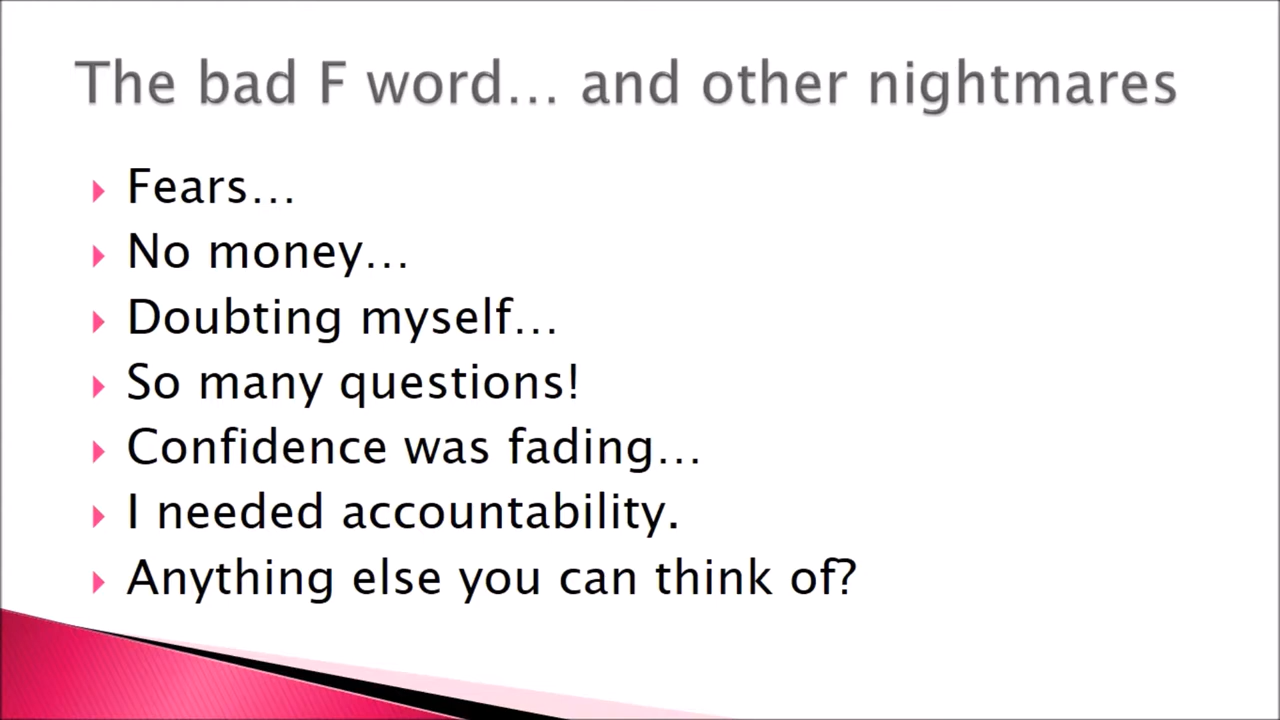 The bad F word… and other nightmares
Fears…
No money…
Doubting myself…
So many questions!
Confidence was fading…
I needed accountability.
Anything else you can think of?